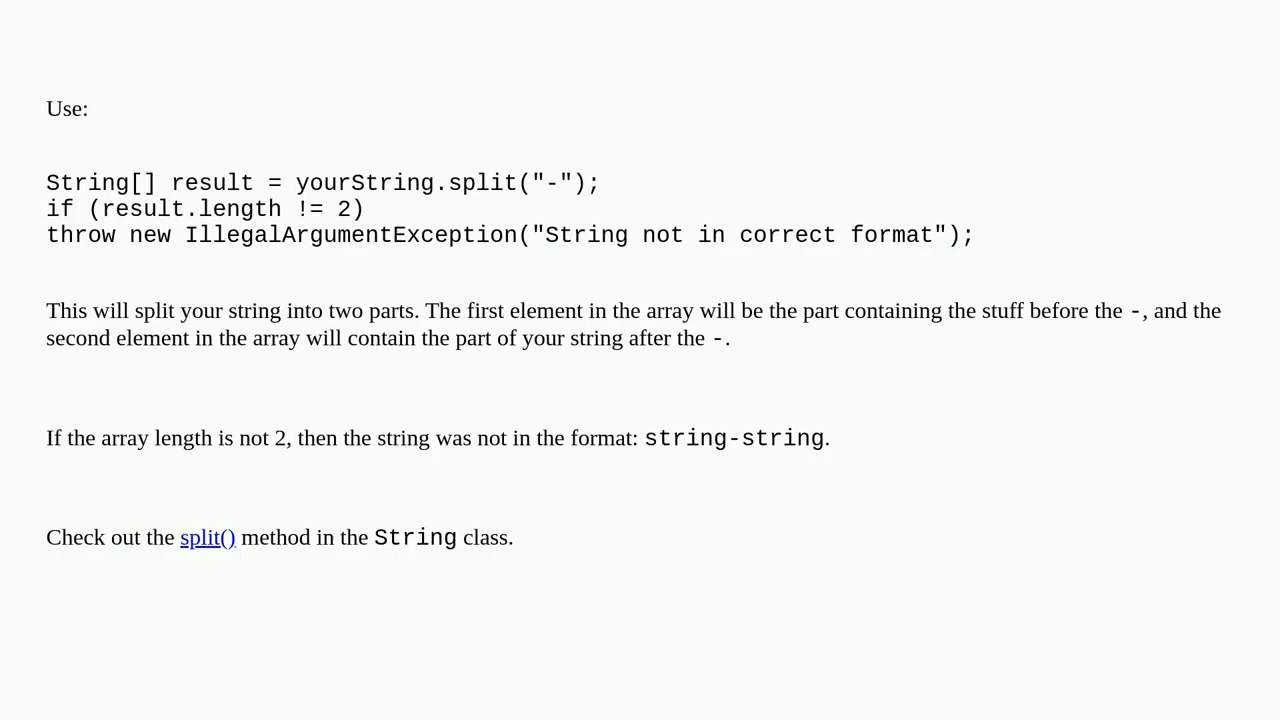 Use:
String[] result = yourString.split("-");
if (result.length != 2)
throw new IllegalArgumentException("String not in correct format");
This will split your string into two parts. The first element in the array will be the part containing the stuff before the -, and the
second element in the array will contain the part of your string after the -.
If the array length is not 2, then the string was not in the format: string-string.
Check out the split() method in the String class.